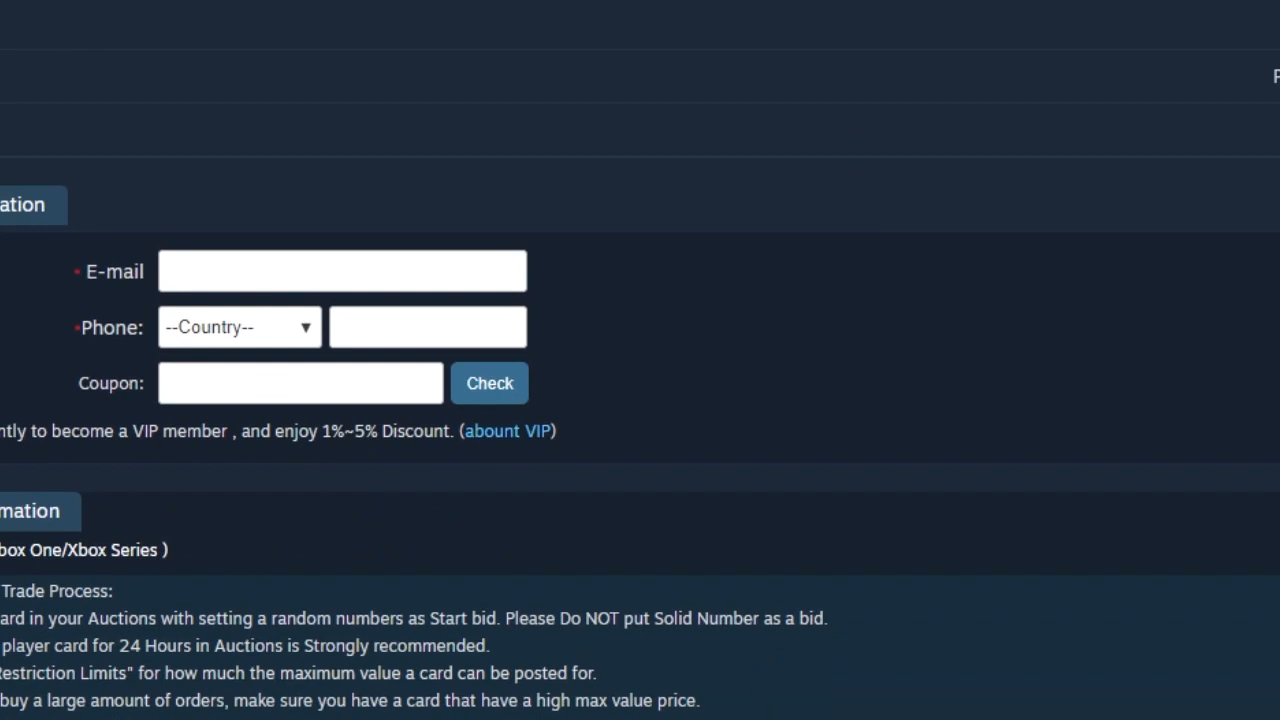 ation
E-mail
Phone: --Country--
Coupon: Check
ntly to become a VIP member , and enjoy 1%~5% Discount. (abount VIP)
mation
box One/Xbox Series )
Trade Process:
ard in your Auctions with setting a random numbers as Start bid. Please Do NOT put Solid Number as a bid.
player card for 24 Hours in Auctions is Strongly recommended.
Restriction Limits" for how much the maximum value a card can be posted for.
buy a large amount of orders, make sure you have a card that have a high max value price.